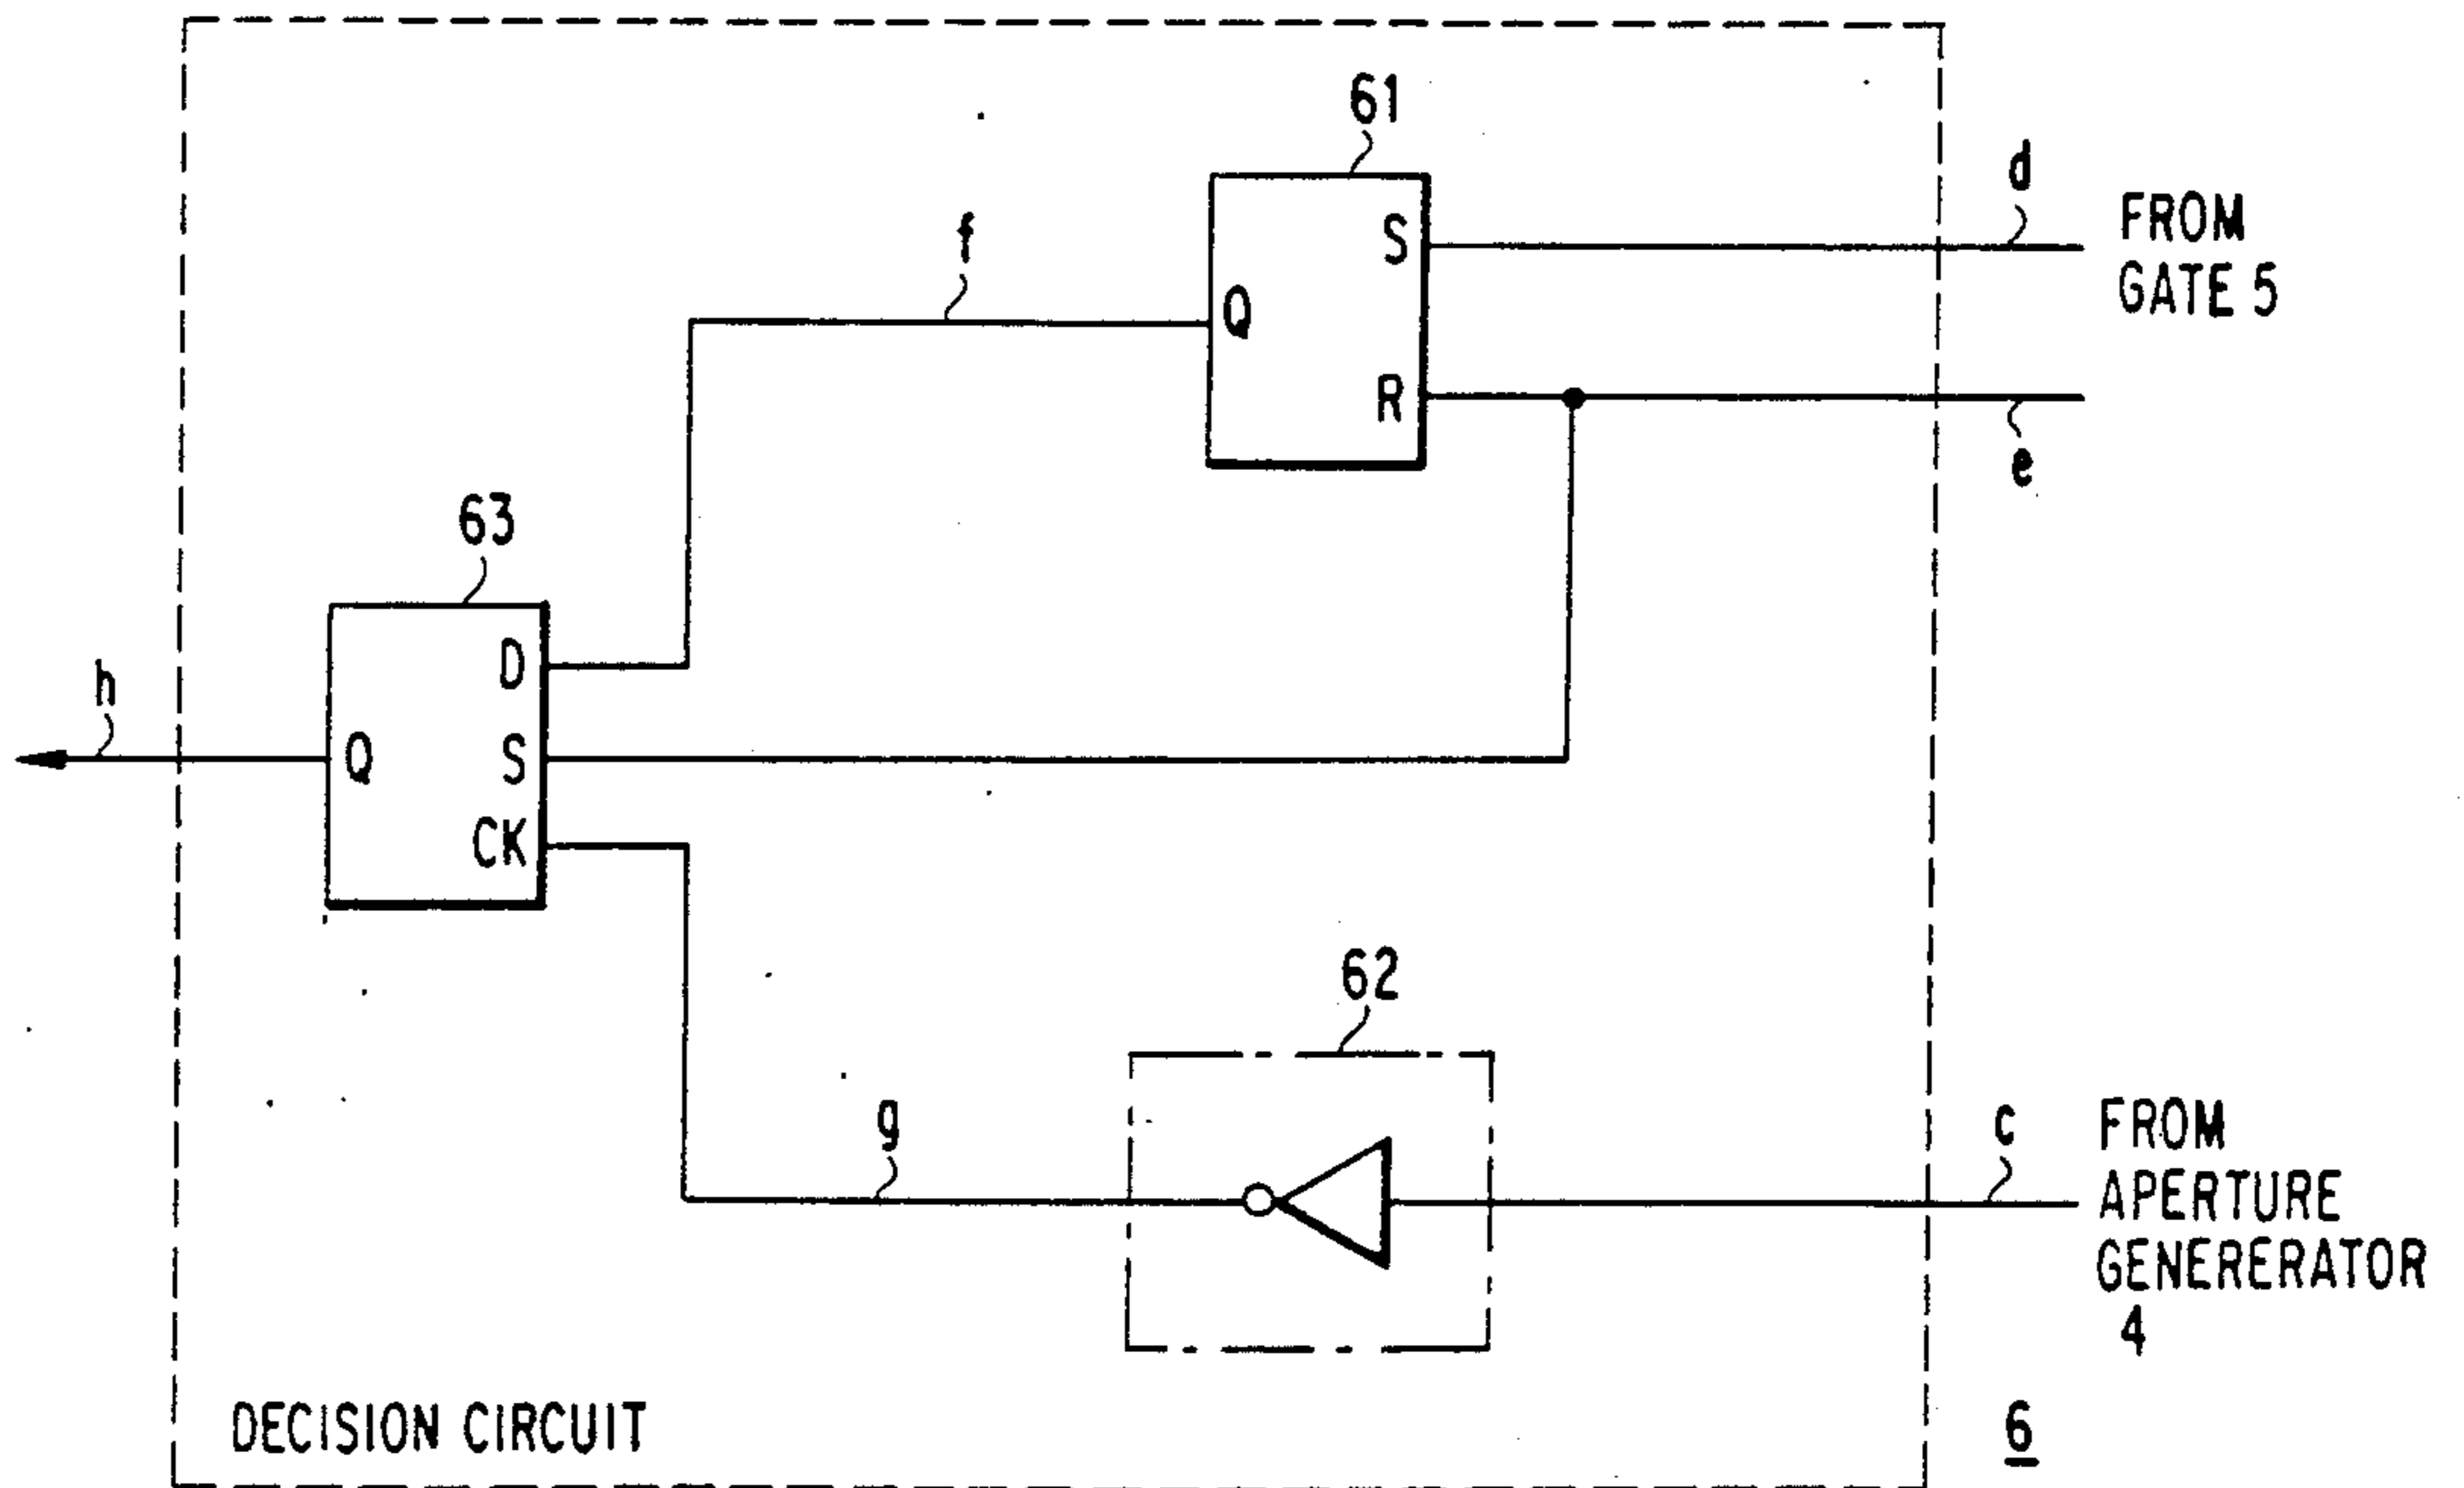 61
d
FROM
GATE 5
S
f
Q
R
e
63
D
h
Q
S
CK
62
g
c
FROM
APERTURE
GENERERATOR
4
DECISION CIRCUIT
6